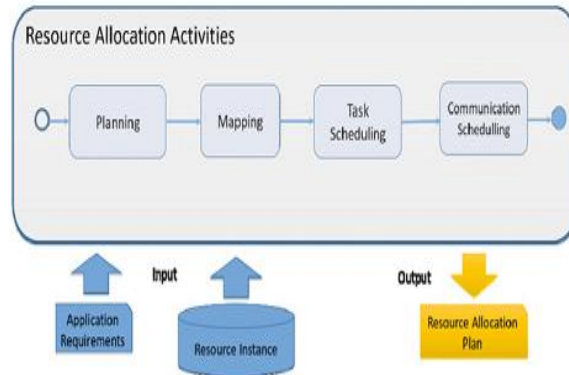 Resource Allocation Activities
Planning
Mapping
Task
Scheduling
Communication
Schedulling
Input
Output
Application
Requirements
Resource Instance
Resource Allocation
Plan